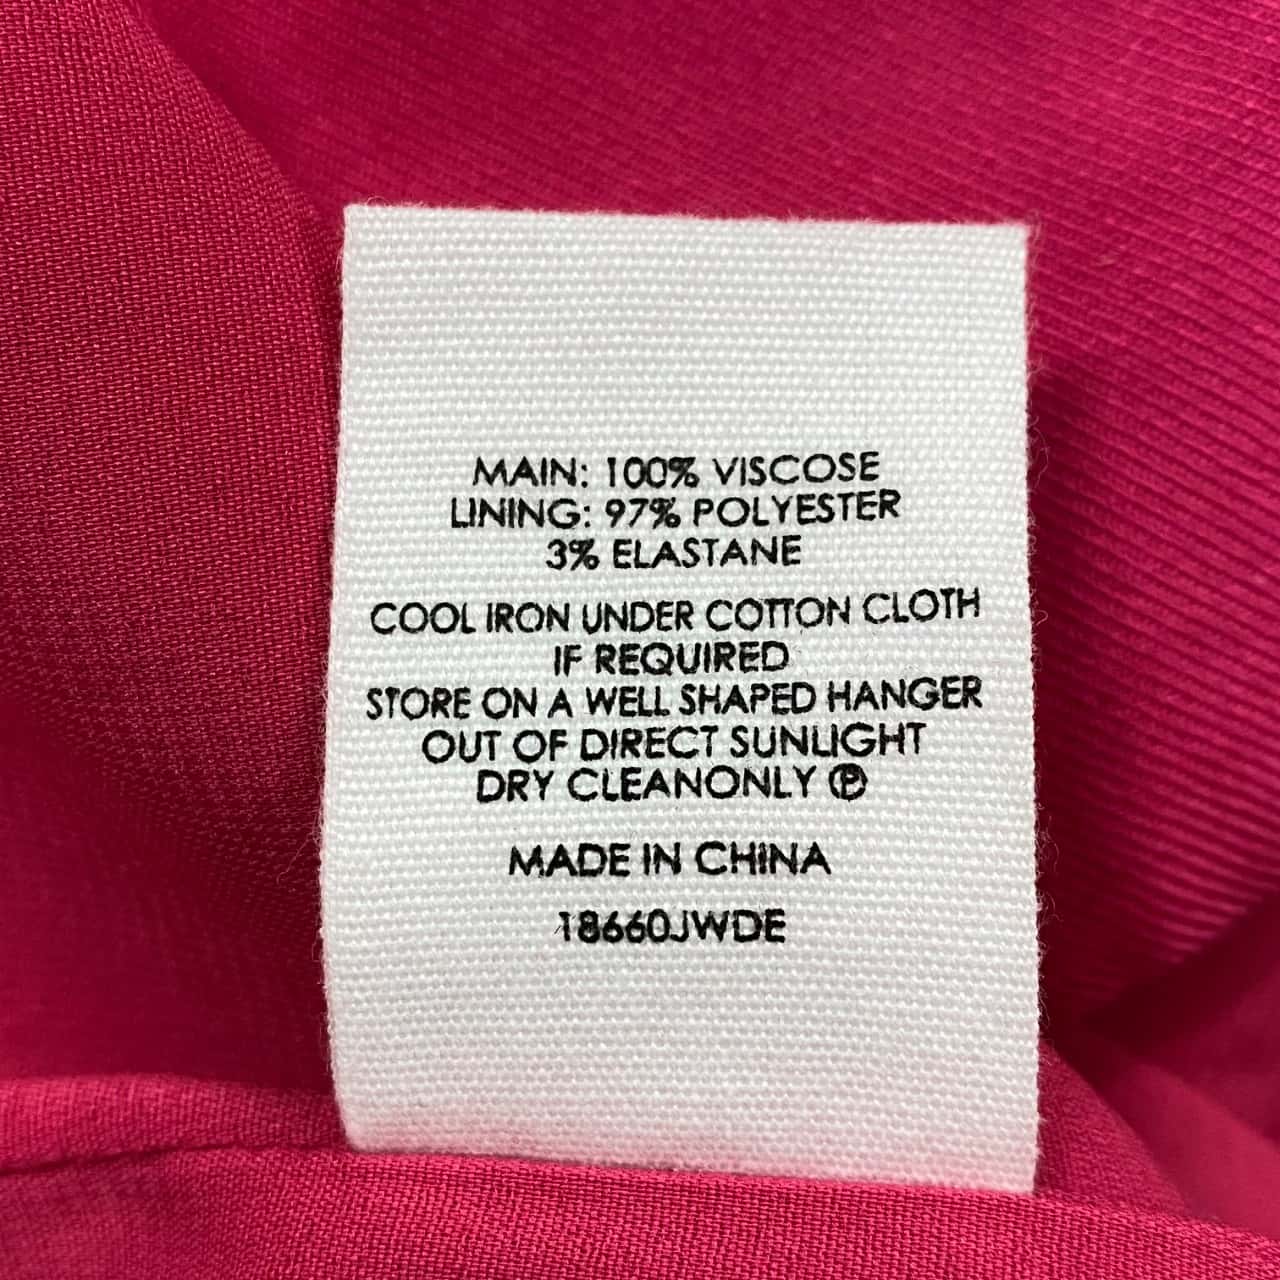 MAIN: 100% VISCOSE
LINING: 97% POLYESTER
3% ELASTANE
COOL IRON UNDER COTTON CLOTH
IF REQUIRED
STORE ON A WELL SHAPED HANGER
OUT OF DIRECT SUNLIGHT
DRY CLEANONLY Ⓟ
MADE IN CHINA
18660JWDE